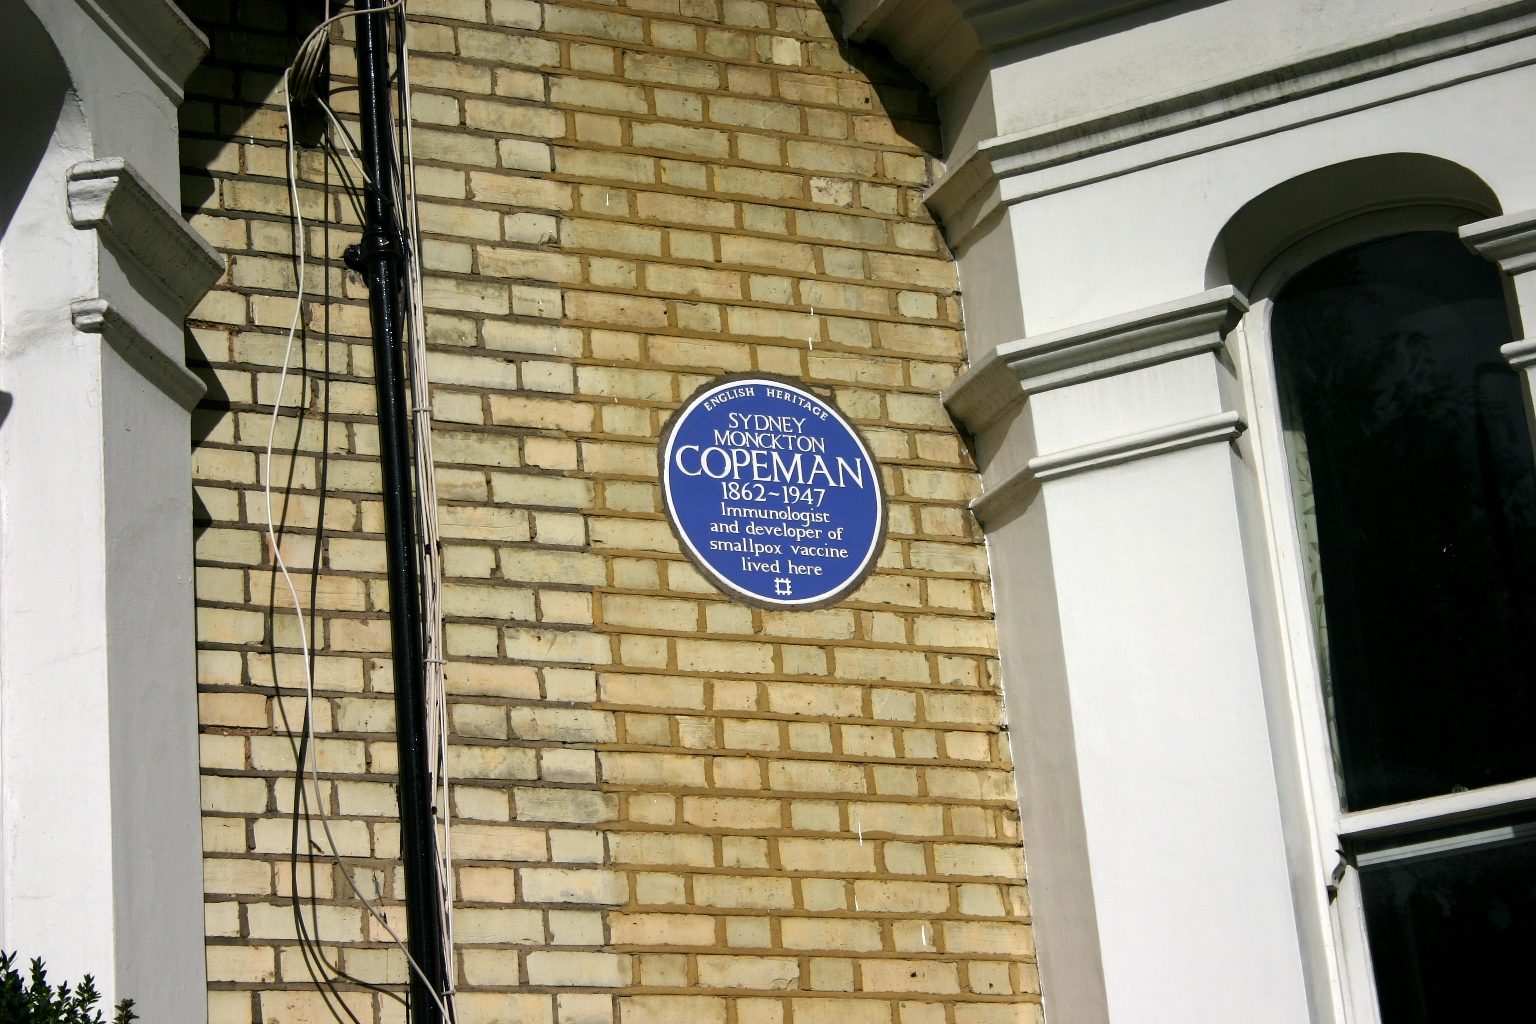 ENGLISH HERITAGE
SYDNEY
MONCKTON
COPEMAN
1862~1947
Immunologist
and developer of
smallpox vaccine
lived here